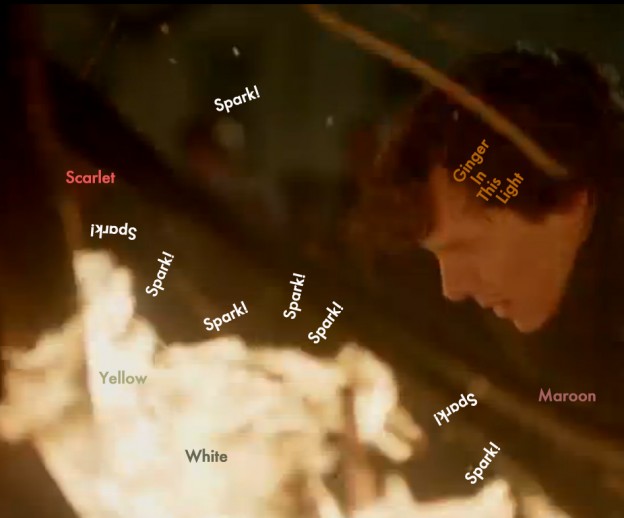 Spark!
Ginger
In
This
Light
Scarlet
Spark!
Spark!
Spark!
Spark!
Spark!
Yellow
Maroon
Spark!
White
Spark!